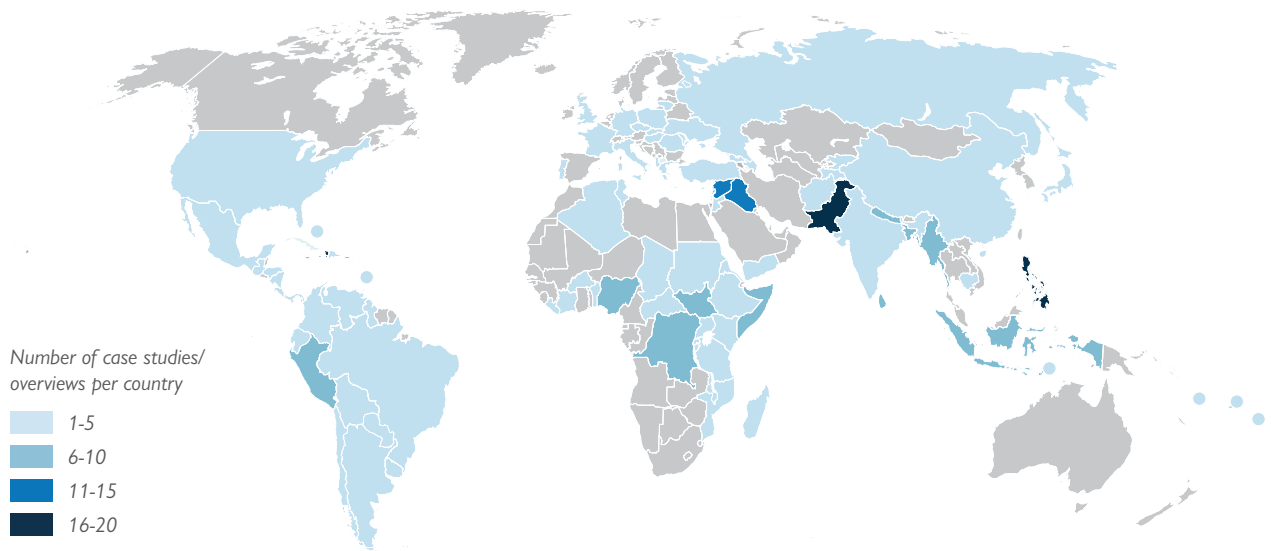 Number of case studies/
overviews per country
1-5
6-10
11-15
16-20